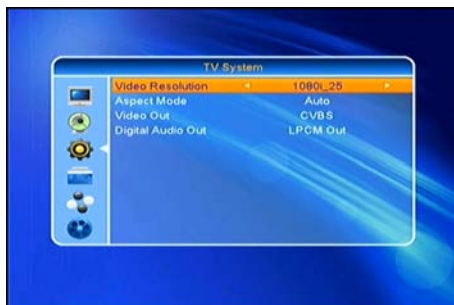 TV System
Video Resolution 1080i_25
Aspect Mode Auto
Video Out CVBS
Digital Audio Out LPCM Out